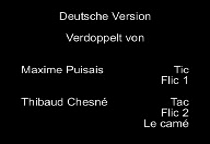 Deutsche Version
Verdoppelt von
Maxime Puisais Tic
Flic 1
Thibaud Chesné Tac
Flic 2
Le camé